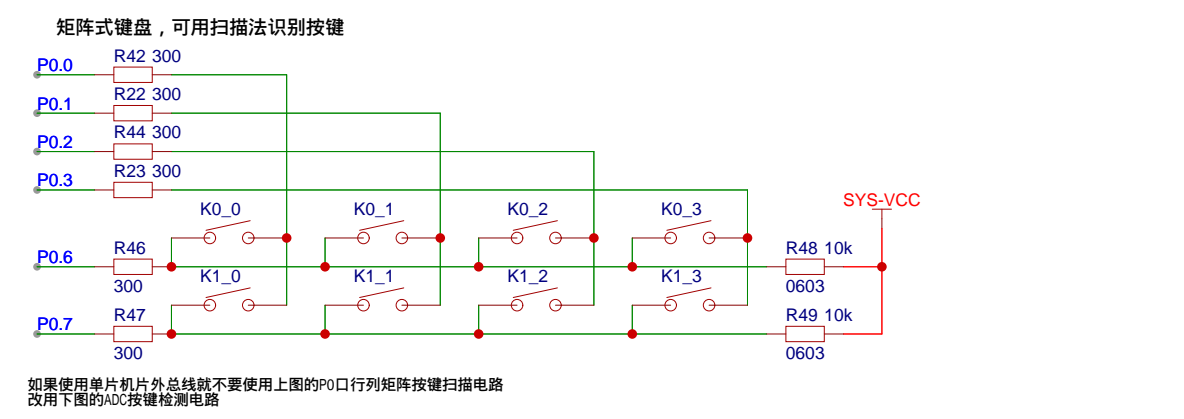 矩阵式键盘，可用扫描法识别按键
R42 300
P0.0
R22 300
P0.1
R44 300
P0.2
R23 300
P0.3
K0_0 K0_1 K0_2 K0_3
SYS-VCC
P0.6 R46 R48 10k
300 K1_0 K1_1 K1_2 K1_3 0603
P0.7 R47 R49 10k
300 0603
如果使用单片机片外总线就不要使用上图的P0口行列矩阵按键扫描电路
改用下图的ADC按键检测电路